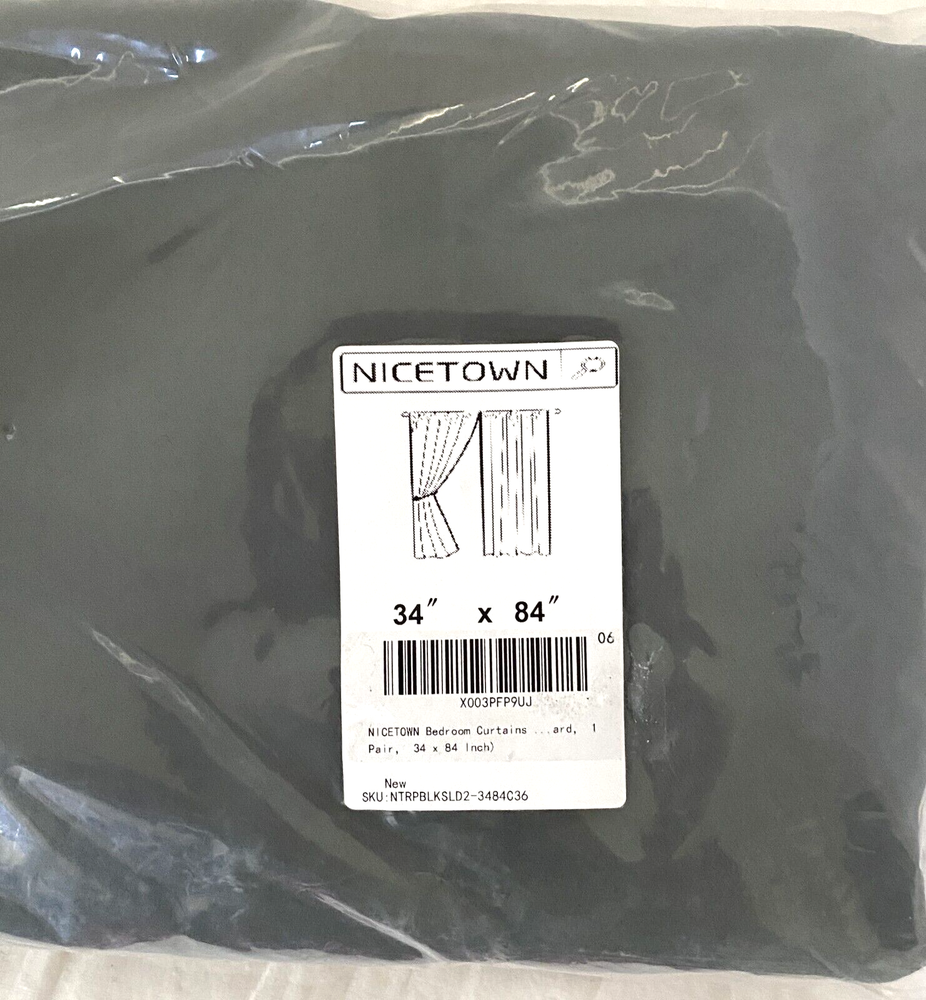 NICETOWN
34″ x 84″
06
X003PFP9UJ
NICETOWN Bedroom Curtains ...ard, 1
Pair, 34 x 84 Inch)
New
SKU:NTRPBLKSLD2-3484C36